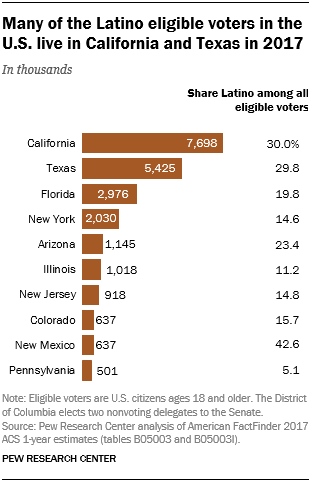 Many of the Latino eligible voters in the
U.S. live in California and Texas in 2017
In thousands
Share Latino among all
eligible voters
California 7,698 30.0%
Texas 5,425 29.8
Florida 2,976 19.8
New York 2,030 14.6
Arizona 1,145 23.4
Illinois 1,018 11.2
New Jersey 918 14.8
Colorado 637 15.7
New Mexico 637 42.6
Pennsylvania 501 5.1
Note: Eligible voters are U.S. citizens ages 18 and older. The District
of Columbia elects two nonvoting delegates to the Senate.
Source: Pew Research Center analysis of American FactFinder 2017
ACS 1-year estimates (tables B05003 and B05003I).
PEW RESEARCH CENTER